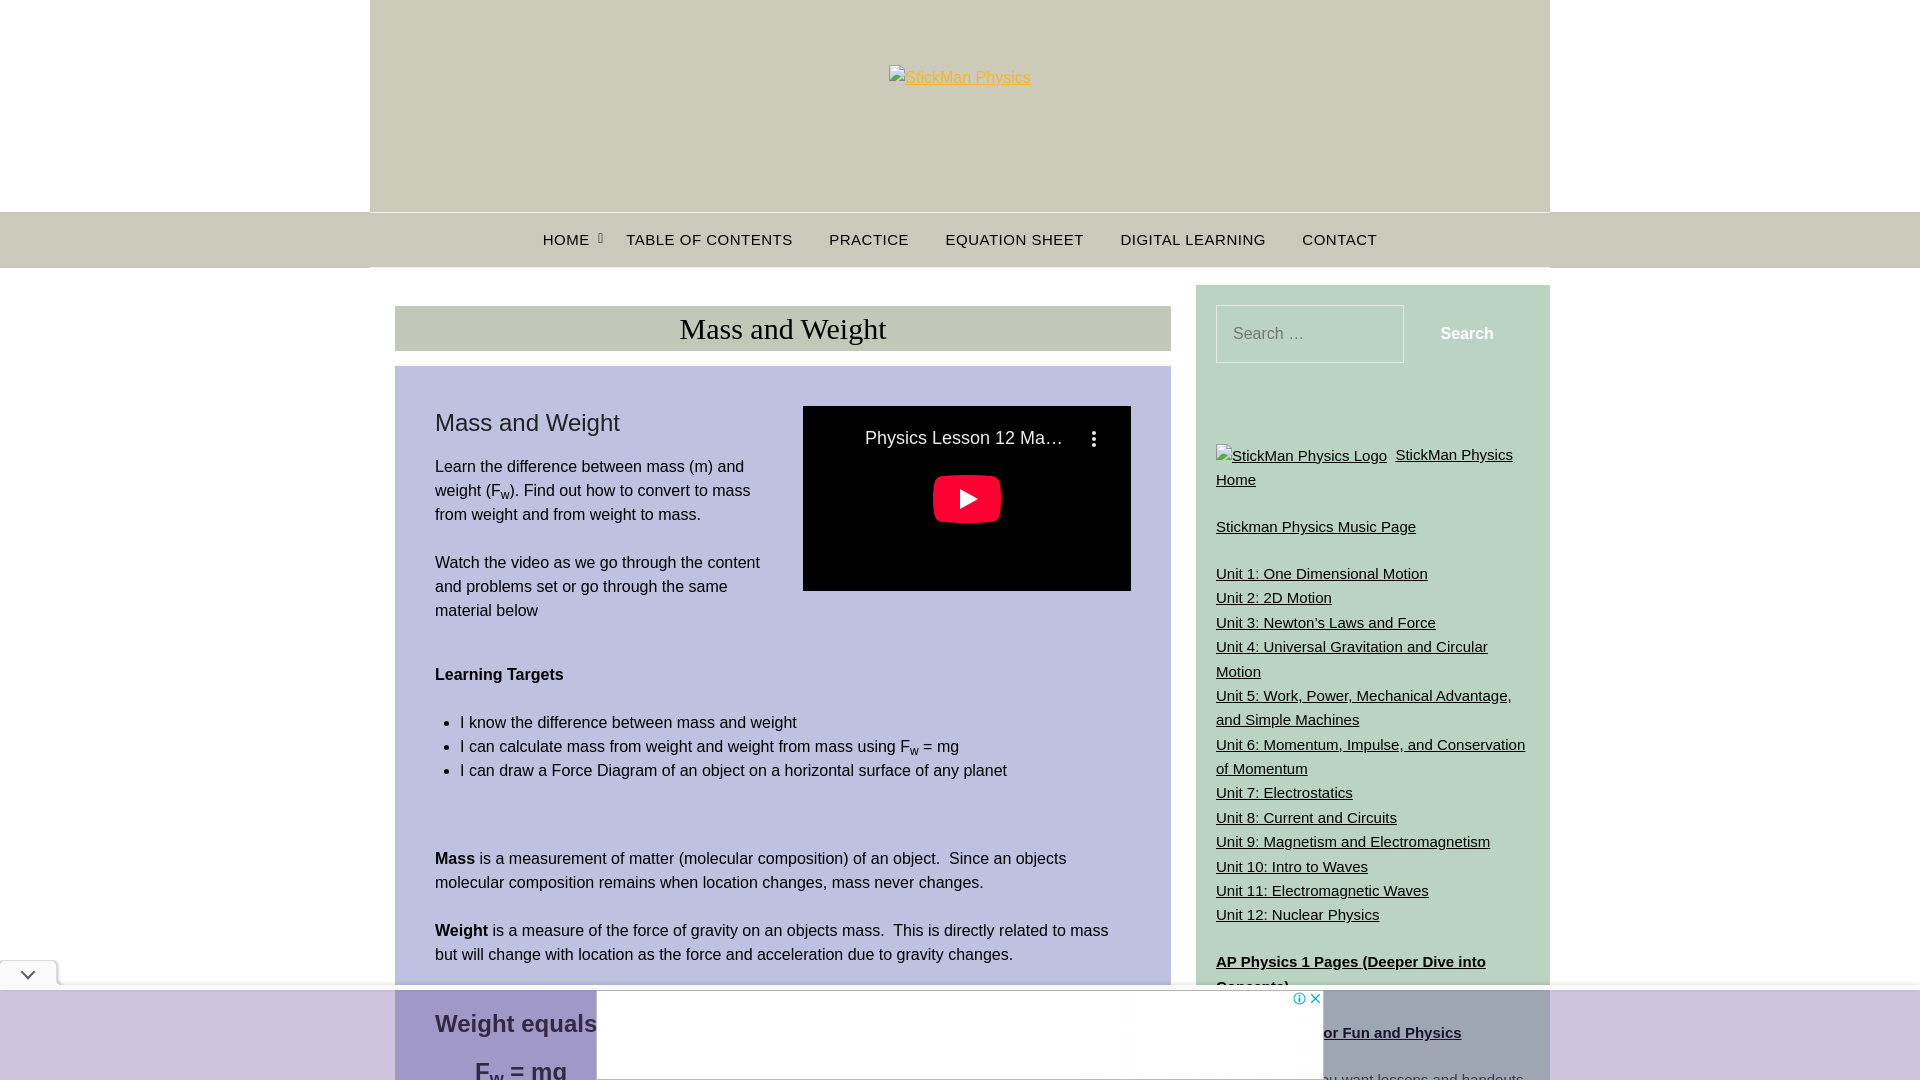 StickMan Physics
HOME
TABLE OF CONTENTS
PRACTICE
EQUATION SHEET
DIGITAL LEARNING
CONTACT
Mass and Weight
Mass and Weight
Learn the difference between mass (m) and
weight (Fw). Find out how to convert to mass
from weight and from weight to mass.
Watch the video as we go through the content
and problems set or go through the same
material below
Physics Lesson 12 Ma…
Learning Targets
• I know the difference between mass and weight
• I can calculate mass from weight and weight from mass using Fw = mg
• I can draw a Force Diagram of an object on a horizontal surface of any planet
Mass is a measurement of matter (molecular composition) of an object.  Since an objects
molecular composition remains when location changes, mass never changes.
Weight is a measure of the force of gravity on an objects mass.  This is directly related to mass
but will change with location as the force and acceleration due to gravity changes.
Weight equals
Fw = mg
Search …
Search
StickMan Physics Logo StickMan Physics
Home
Stickman Physics Music Page
Unit 1: One Dimensional Motion
Unit 2: 2D Motion
Unit 3: Newton’s Laws and Force
Unit 4: Universal Gravitation and Circular
Motion
Unit 5: Work, Power, Mechanical Advantage,
and Simple Machines
Unit 6: Momentum, Impulse, and Conservation
of Momentum
Unit 7: Electrostatics
Unit 8: Current and Circuits
Unit 9: Magnetism and Electromagnetism
Unit 10: Intro to Waves
Unit 11: Electromagnetic Waves
Unit 12: Nuclear Physics
AP Physics 1 Pages (Deeper Dive into
Concepts)
for Fun and Physics
you want lessons and handouts